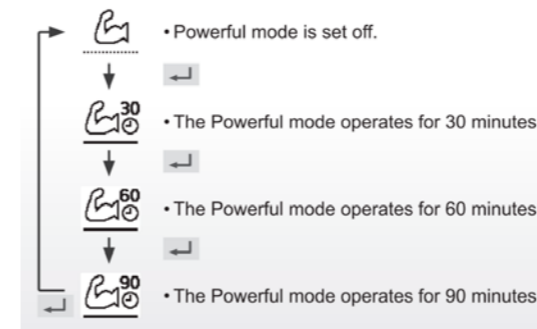 • Powerful mode is set off.
30
• The Powerful mode operates for 30 minutes
60
• The Powerful mode operates for 60 minutes
90
• The Powerful mode operates for 90 minutes